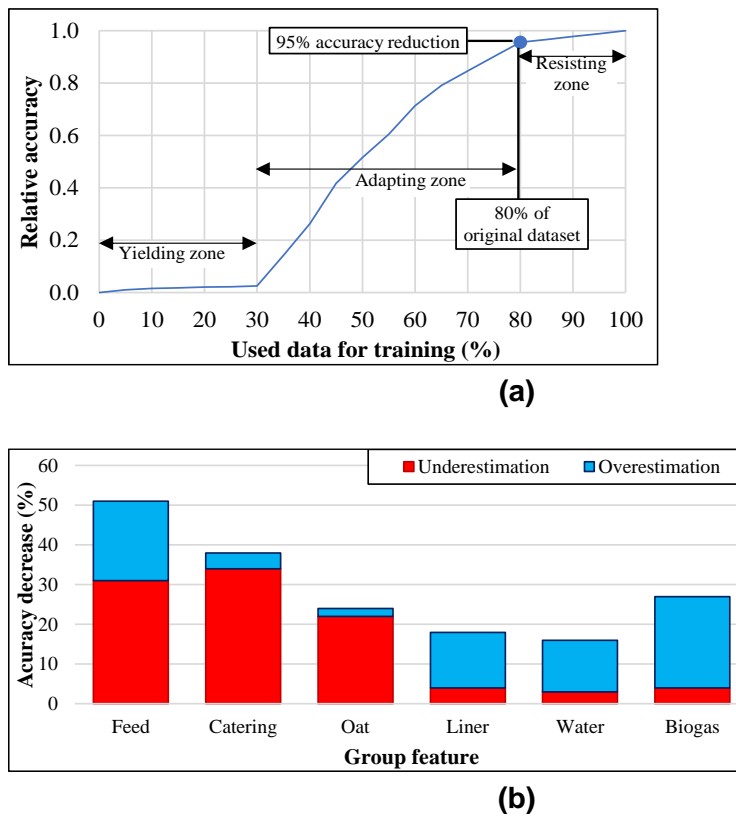 1.0
0.8
0.6
0.4
0.2
0.0
Relative accuracy
95% accuracy reduction
Resisting
zone
Adapting zone
80% of
original dataset
Yielding zone
0 10 20 30 40 50 60 70 80 90 100
Used data for training (%)
(a)
60
50
40
30
20
10
0
Acuracy decrease (%)
Underestimation Overestimation
Feed Catering Oat Liner Water Biogas
Group feature
(b)